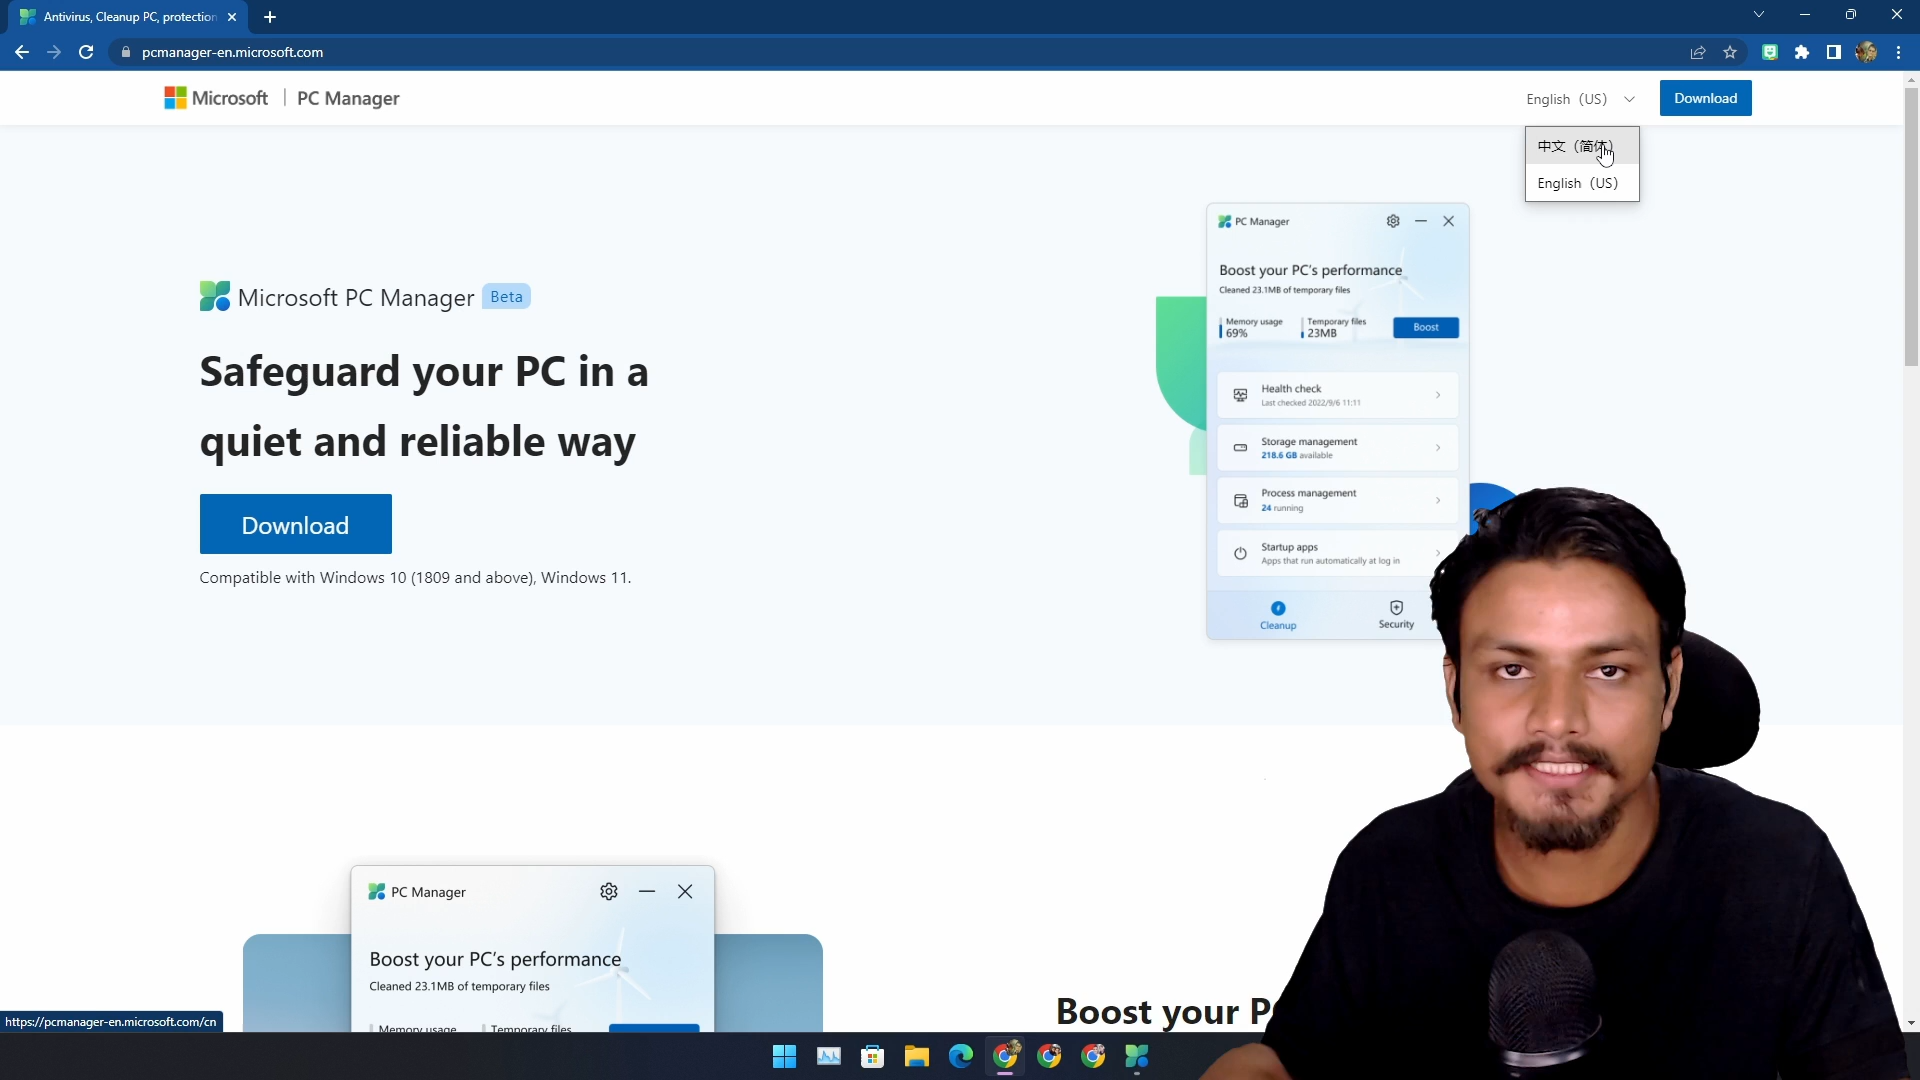 Antivirus, Cleanup PC, protection
pcmanager-en.microsoft.com
Microsoft | PC Manager
English (US)
Download
中文（简体）
English (US)
Microsoft PC Manager Beta
Safeguard your PC in a
quiet and reliable way
Download
Compatible with Windows 10 (1809 and above), Windows 11.
PC Manager
Boost your PC's performance
Cleaned 23.1MB of temporary files
Memory usage
69%
Temporary files
23MB
Boost
Health check
Last checked 2022/9/6 11:11
Storage management
218.6 GB available
Process management
24 running
Startup apps
Apps that run automatically at log in
Cleanup
Security
PC Manager
Boost your PC's performance
Cleaned 23.1MB of temporary files
Memory usage
Temporary files
Boost your P
https://pcmanager-en.microsoft.com/cn